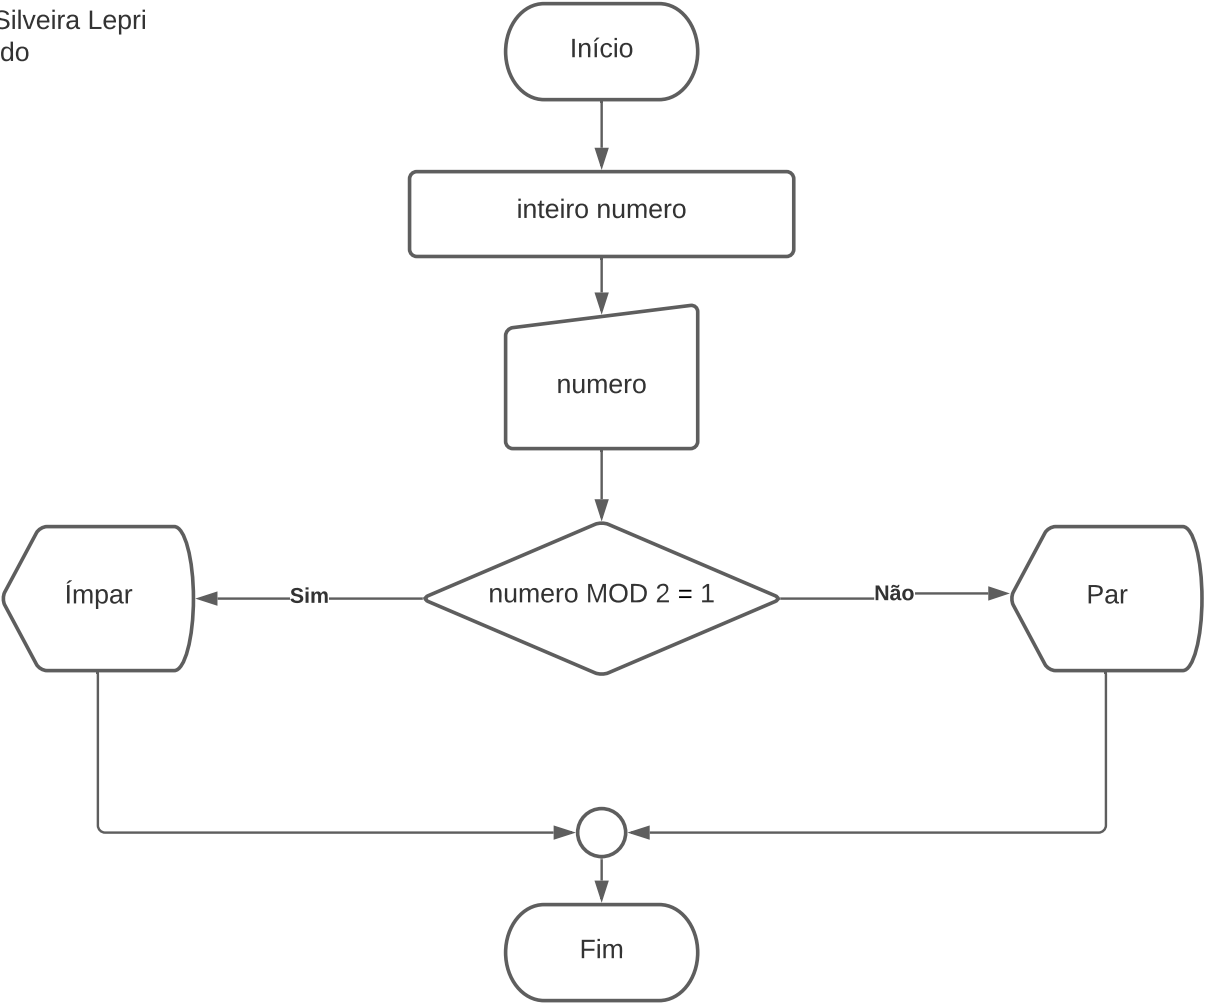 Silveira Lepri
do
Início
inteiro numero
numero
numero MOD 2 = 1
Sim
Não
Ímpar
Par
Fim